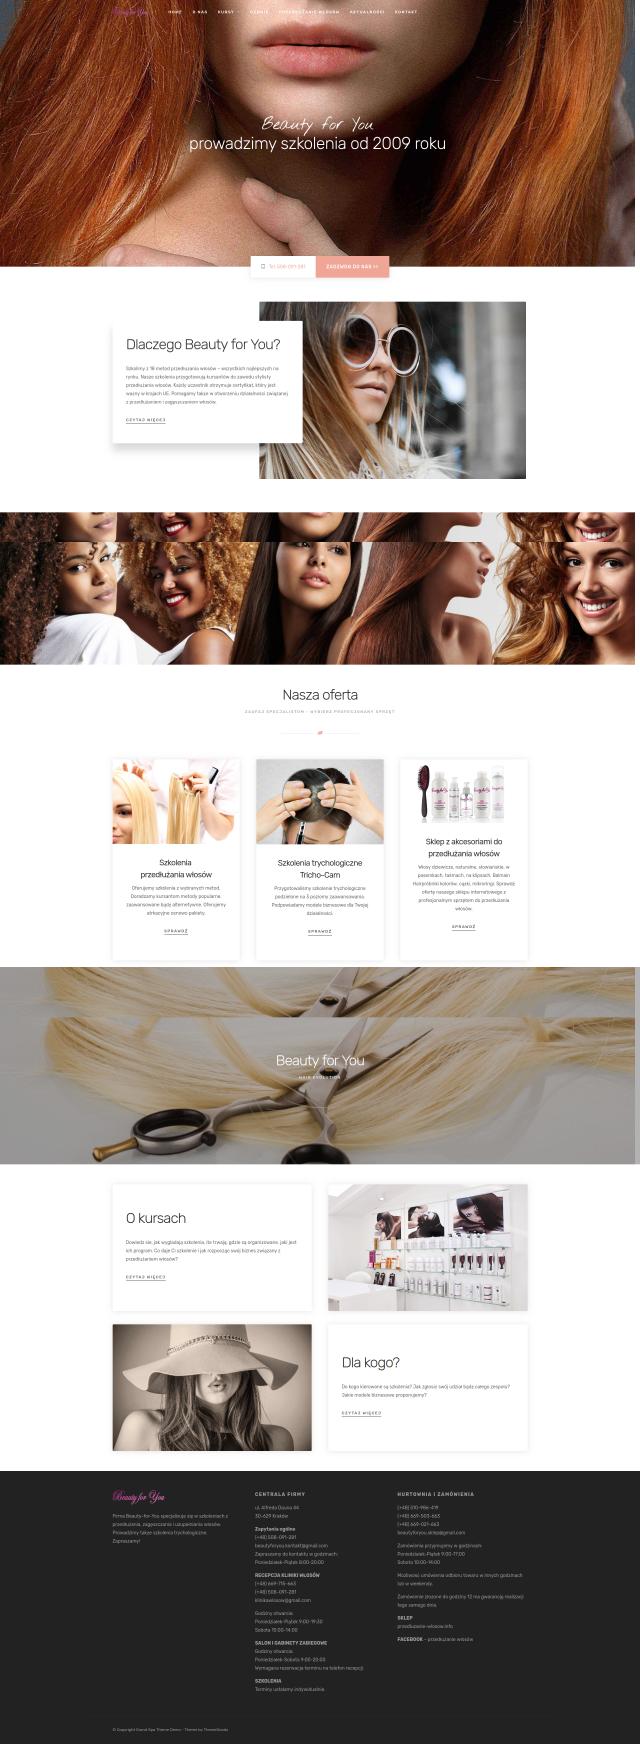 Beauty for You
HOME O NAS KURSY CENNIK PRZEDŁUŻANIE WŁOSÓW AKTUALNOŚCI KONTAKT
Beauty for You
prowadzimy szkolenia od 2009 roku
Tel 508-091-281
ZADZWOŃ DO NAS >>
Dlaczego Beauty for You?
Szkolimy z 18 metod przedłużania włosów – wszystkich najlepszych na
rynku. Nasze szkolenia przygotowują kursantów do zawodu stylisty
przedłużania włosów. Każdy uczestnik otrzymuje certyfikat, który jest
ważny w krajach UE. Pomagamy także w otworzeniu działalności związanej
z przedłużaniem i zagęszczaniem włosów.
CZYTAJ WIĘCEJ
Nasza oferta
ZAUFAJ SPECJALISTOM - WYBIERZ PROFESJONALNY SPRZĘT
Szkolenia
przedłużania włosów
Oferujemy szkolenia z wybranych metod.
Doradzamy kursantom metody popularne
zaawansowane bądź alternatywne. Oferujemy
atrakcyjne cenowo pakiety.
SPRAWDŹ
Szkolenia trychologiczne
Tricho-Cam
Przygotowaliśmy szkolenie trychologiczne
podzielone na 3 poziomy zaawansowania.
Podpowiadamy modele biznesowe dla Twojej
działalności.
SPRAWDŹ
Sklep z akcesoriami do
przedłużania włosów
Włosy dziewicze, naturalne, słowiańskie, w
pasemkach, taśmach, na klipsach, Balmain
Hair, próbniki kolorów, cążki, mikroringi. Sprawdź
ofertę naszego sklepu internetowego z
profesjonalnym sprzętem do przedłużania
włosów.
SPRAWDŹ
Beauty for You
HAIR EVOLUTION
O kursach
Dowiedz się, jak wyglądają szkolenia, ile trwają, gdzie są organizowane, jaki jest
ich program. Co daje Ci szkolenie i jak rozpocząć swój biznes związany z
przedłużaniem włosów?
CZYTAJ WIĘCEJ
Dla kogo?
Do kogo kierowane są szkolenia? Jak zgłosić swój udział bądź całego zespołu?
Jakie modele biznesowe proponujemy?
CZYTAJ WIĘCEJ
Beauty for You
Firma Beauty-for-You specjalizuje się w szkoleniach z
przedłużania, zagęszczania i uzupełniania włosów.
Prowadzimy także szkolenia trychologiczne.
Zapraszamy!
CENTRALA FIRMY
ul. Alfreda Dauna 44
30-629 Kraków
Zapytania ogólne
(+48) 508-091-281
beautyforyou.kontakt@gmail.com
Zapraszamy do kontaktu w godzinach:
Poniedziałek-Piątek 8:00-20:00
RECEPCJA KLINIKI WŁOSÓW
(+48) 669-715-663
(+48) 508-091-281
klinikawlosow@gmail.com
Godziny otwarcia:
Poniedziałek-Piątek 9:00-19:30
Sobota 10:00-14:00
SALON I GABINETY ZABIEGOWE
Godziny otwarcia:
Poniedziałek-Sobota 9:00-20:00
Wymagana rezerwacja terminu na telefon recepcji
SZKOLENIA
Terminy ustalamy indywidualnie.
HURTOWNIA I ZAMÓWIENIA
(+48) 510-986-419
(+48) 669-503-663
(+48) 669-021-663
beautyforyou.sklep@gmail.com
Zamówienia przyjmujemy w godzinach:
Poniedziałek-Piątek 9:00-17:00
Sobota 10:00-14:00
Możliwość umówienia odbioru towaru w innych godzinach
lub w weekendy.
Zamówienie złożone do godziny 12 ma gwarancję realizacji
tego samego dnia.
SKLEP
przedluzanie-wlosow.info
FACEBOOK – przedłużanie włosów
© Copyright Grand Spa Theme Demo - Theme by ThemeGoods